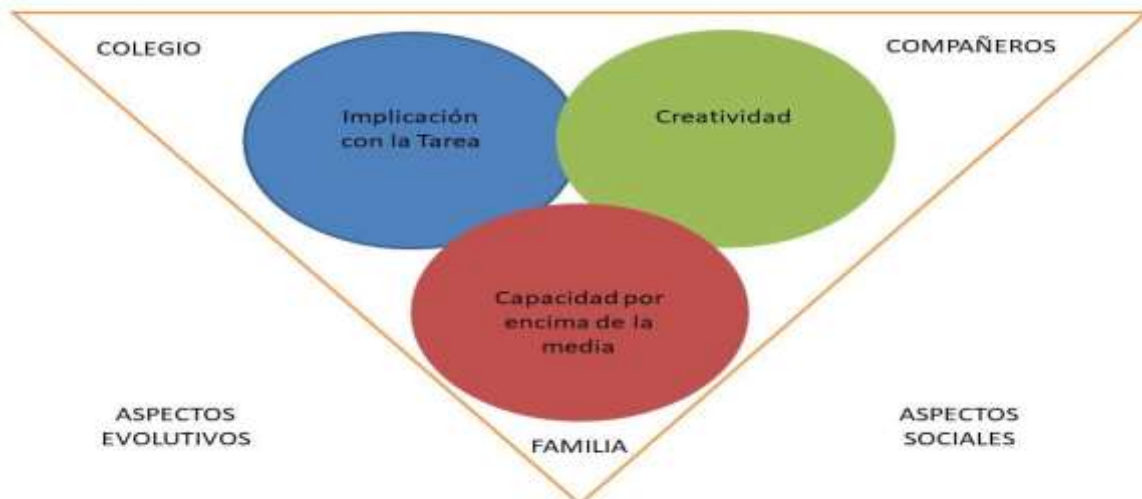 COLEGIO
COMPAÑEROS
Implicación
con la Tarea
Creatividad
Capacidad por
encima de la
media
ASPECTOS
EVOLUTIVOS
FAMILIA
ASPECTOS
SOCIALES